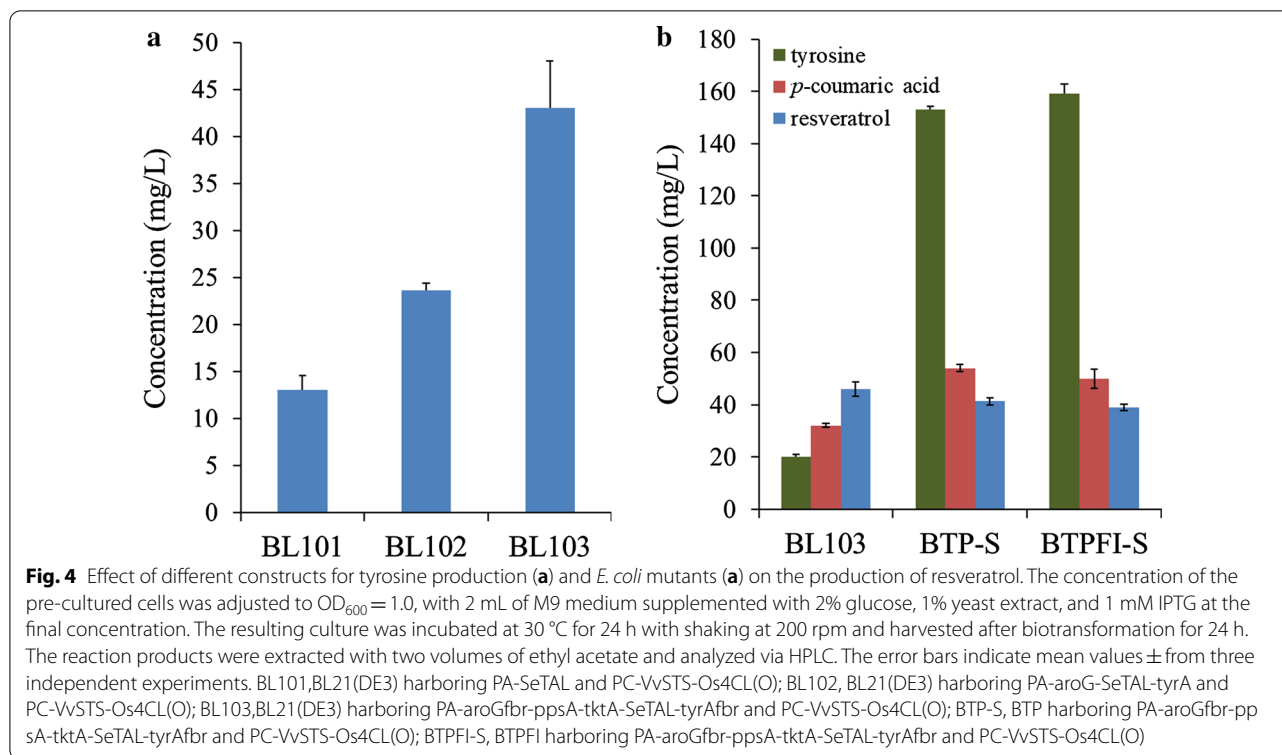 a
Concentration (mg/L)
50
45
40
35
30
25
20
15
10
5
0
BL101 BL102 BL103
b
Concentration (mg/L)
180
160
140
120
100
80
60
40
20
0
tyrosine
p-coumaric acid
resveratrol
BL103 BTP-S BTPFI-S
Fig. 4 Effect of different constructs for tyrosine production (a) and E. coli mutants (a) on the production of resveratrol. The concentration of the
pre-cultured cells was adjusted to OD600 = 1.0, with 2 mL of M9 medium supplemented with 2% glucose, 1% yeast extract, and 1 mM IPTG at the
final concentration. The resulting culture was incubated at 30 °C for 24 h with shaking at 200 rpm and harvested after biotransformation for 24 h.
The reaction products were extracted with two volumes of ethyl acetate and analyzed via HPLC. The error bars indicate mean values ± from three
independent experiments. BL101,BL21(DE3) harboring PA-SeTAL and PC-VvSTS-Os4CL(O); BL102, BL21(DE3) harboring PA-aroG-SeTAL-tyrA and
PC-VvSTS-Os4CL(O); BL103,BL21(DE3) harboring PA-aroGfbr-ppsA-tktA-SeTAL-tyrAfbr and PC-VvSTS-Os4CL(O); BTP-S, BTP harboring PA-aroGfbr-pp
sA-tktA-SeTAL-tyrAfbr and PC-VvSTS-Os4CL(O); BTPFI-S, BTPFI harboring PA-aroGfbr-ppsA-tktA-SeTAL-tyrAfbr and PC-VvSTS-Os4CL(O)